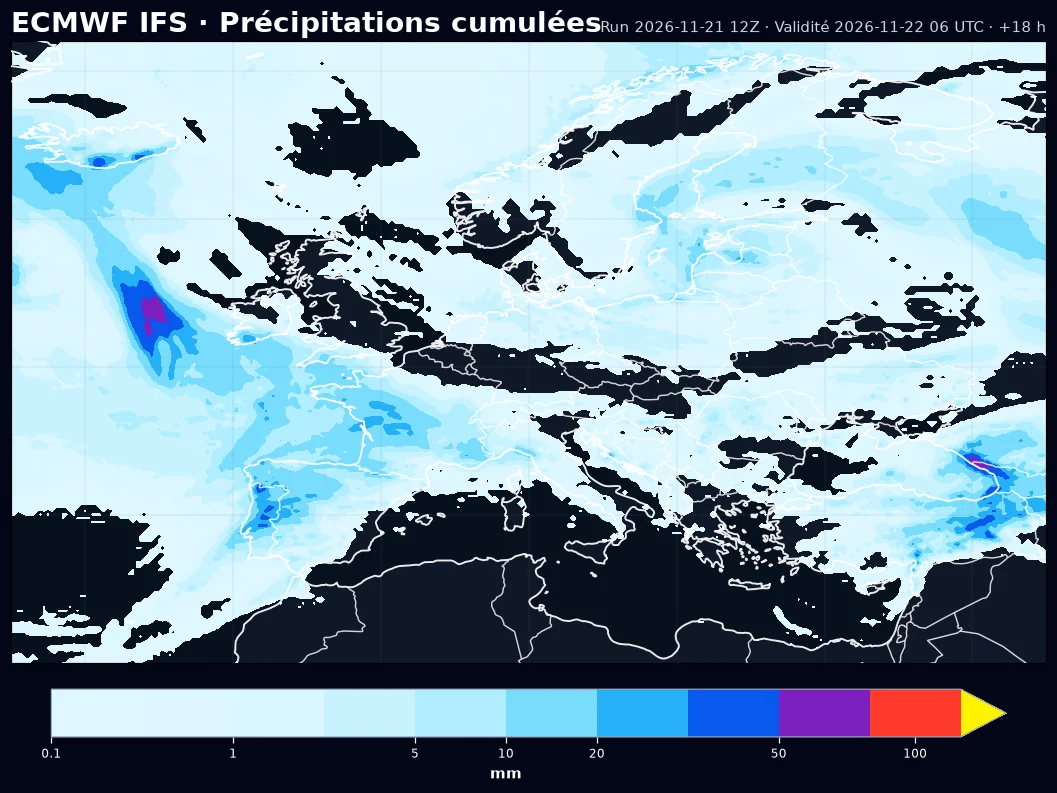 ECMWF IFS · Précipitations cumulées
Run 2026-11-21 12Z · Validité 2026-11-22 06 UTC · +18 h
0.1 1 5 10 20 50 100
mm